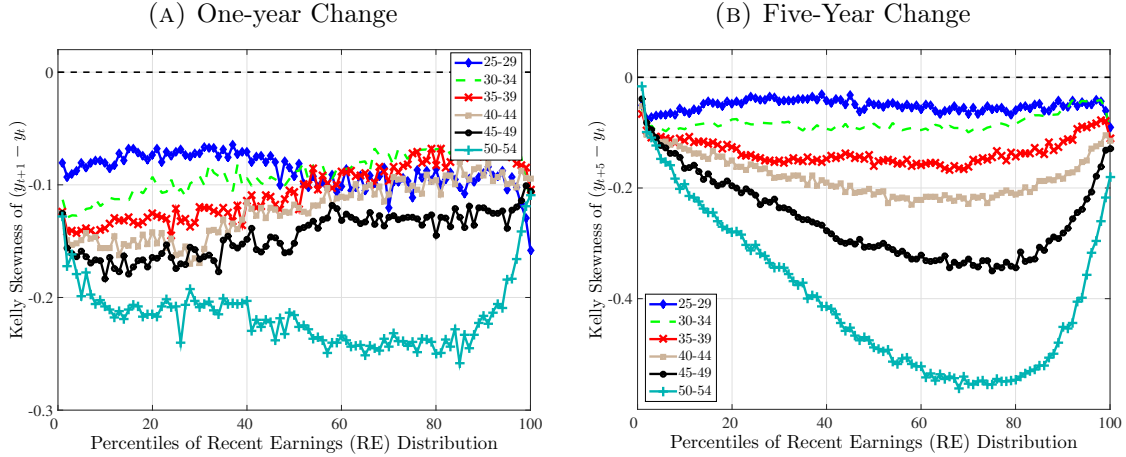 (A) One-year Change
Kelly Skewness of (y_{t+1} − y_t)
0
-0.1
-0.2
-0.3
25-29
30-34
35-39
40-44
45-49
50-54
0 20 40 60 80 100
Percentiles of Recent Earnings (RE) Distribution
(B) Five-Year Change
Kelly Skewness of (y_{t+5} − y_t)
0
-0.2
-0.4
25-29
30-34
35-39
40-44
45-49
50-54
0 20 40 60 80 100
Percentiles of Recent Earnings (RE) Distribution